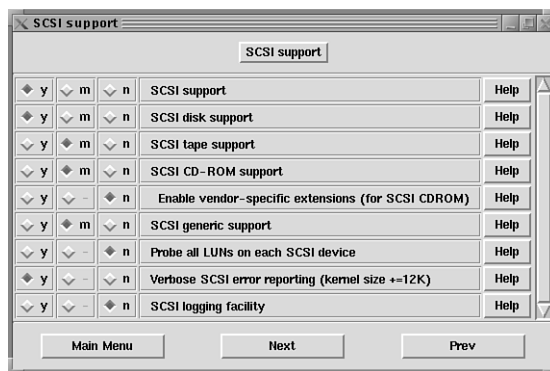 SCSI support
SCSI support
y m n SCSI support Help
y m n SCSI disk support Help
y m n SCSI tape support Help
y m n SCSI CD-ROM support Help
y - n Enable vendor-specific extensions (for SCSI CDROM) Help
y m n SCSI generic support Help
y - n Probe all LUNs on each SCSI device Help
y - n Verbose SCSI error reporting (kernel size +=12K) Help
y - n SCSI logging facility Help
Main Menu Next Prev